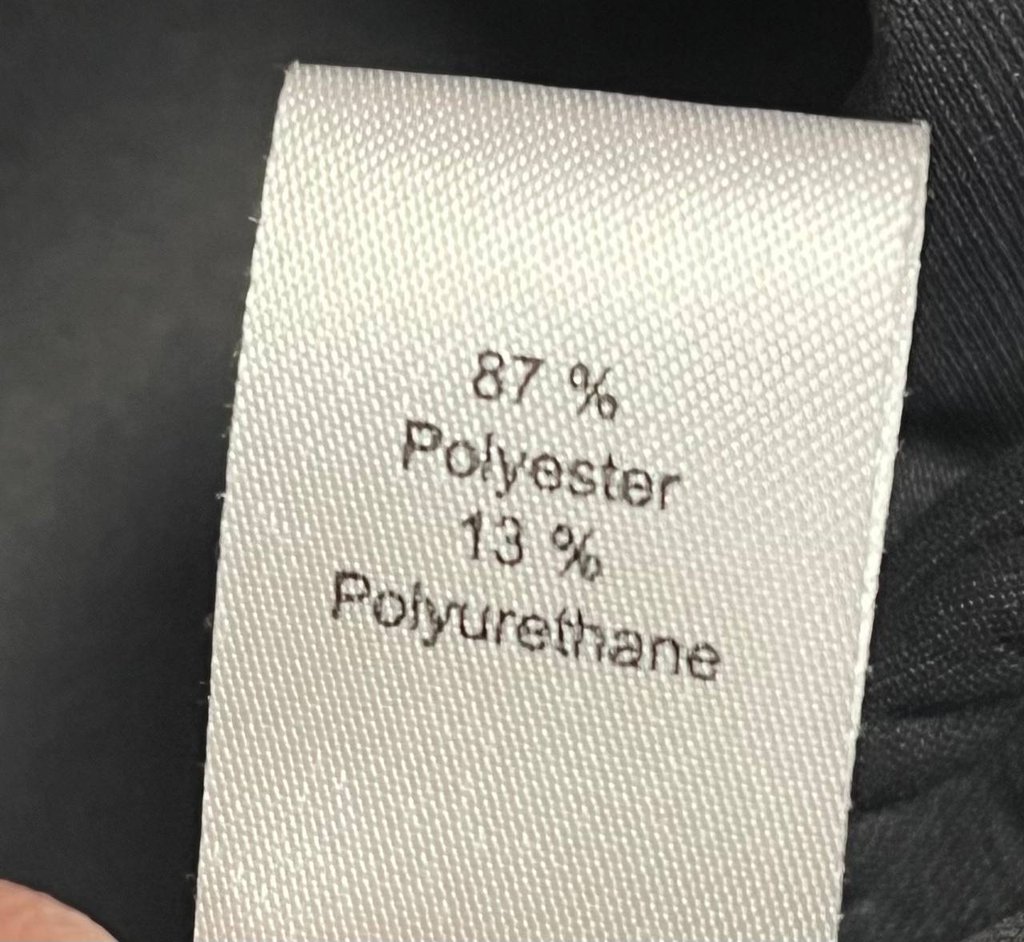 87 %
Polyester
13 %
Polyurethane